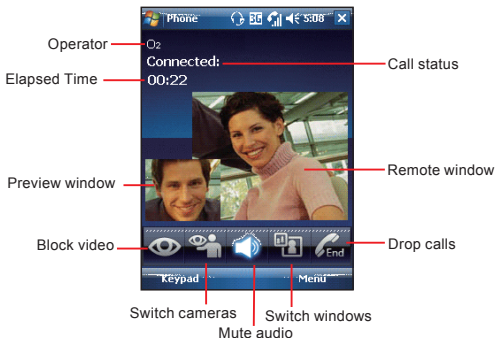 Phone 3G 5:08
Operator
O2
Connected:
Call status
Elapsed Time
00:22
Preview window
Remote window
Block video
Drop calls
End
Keypad
Menu
Switch cameras
Switch windows
Mute audio